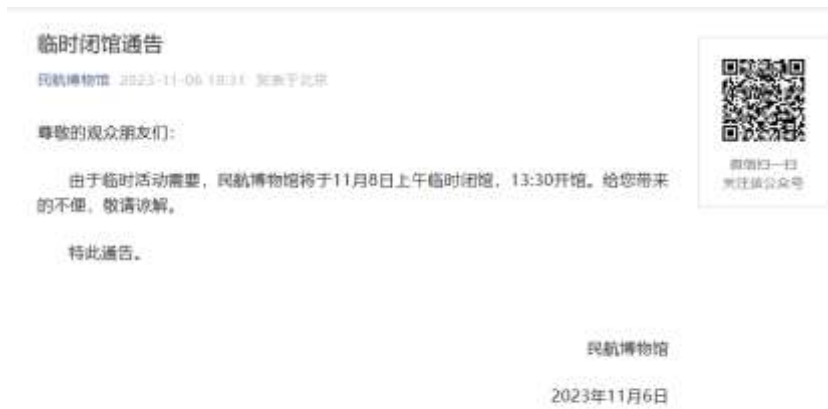 临时闭馆通告
民航博物馆 2023-11-06 18:31 发表于北京
尊敬的观众朋友们：
由于临时活动需要，民航博物馆将于11月8日上午临时闭馆，13:30开馆。给您带来
的不便，敬请谅解。
特此通告。
民航博物馆
2023年11月6日
微信扫一扫
关注该公众号